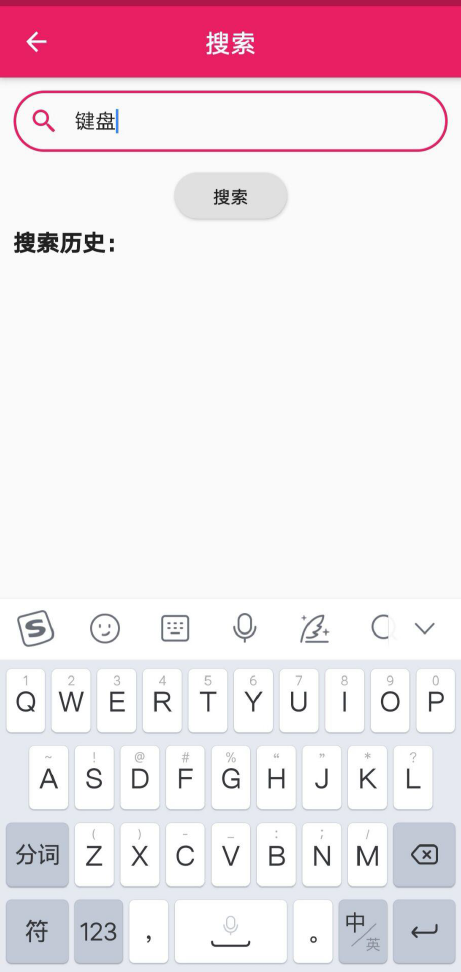 搜索
键盘
搜索
搜索历史：
1 2 3 4 5 6 7 8 9 0
Q W E R T Y U I O P
~ ! @ # % “ ” * ?
A S D F G H J K L
( ) - _ : ; /
分词 Z X C V B N M
符 123 ， 。 中/英